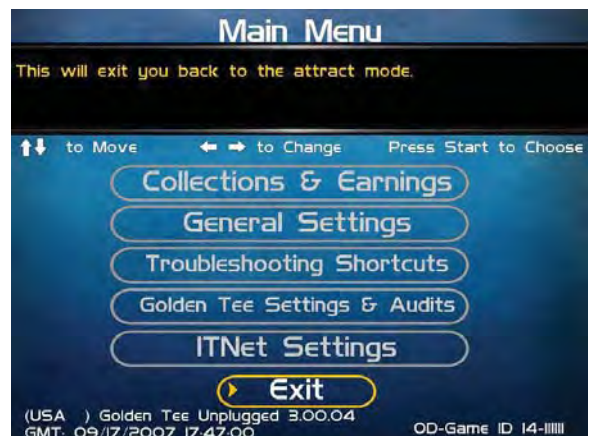 Main Menu
This will exit you back to the attract mode.
to Move to Change Press Start to Choose
Collections & Earnings
General Settings
Troubleshooting Shortcuts
Golden Tee Settings & Audits
ITNet Settings
Exit
(USA ) Golden Tee Unplugged 3.00.04
GMT: 09/17/2007 17:47:00 OD-Game ID 14-111111